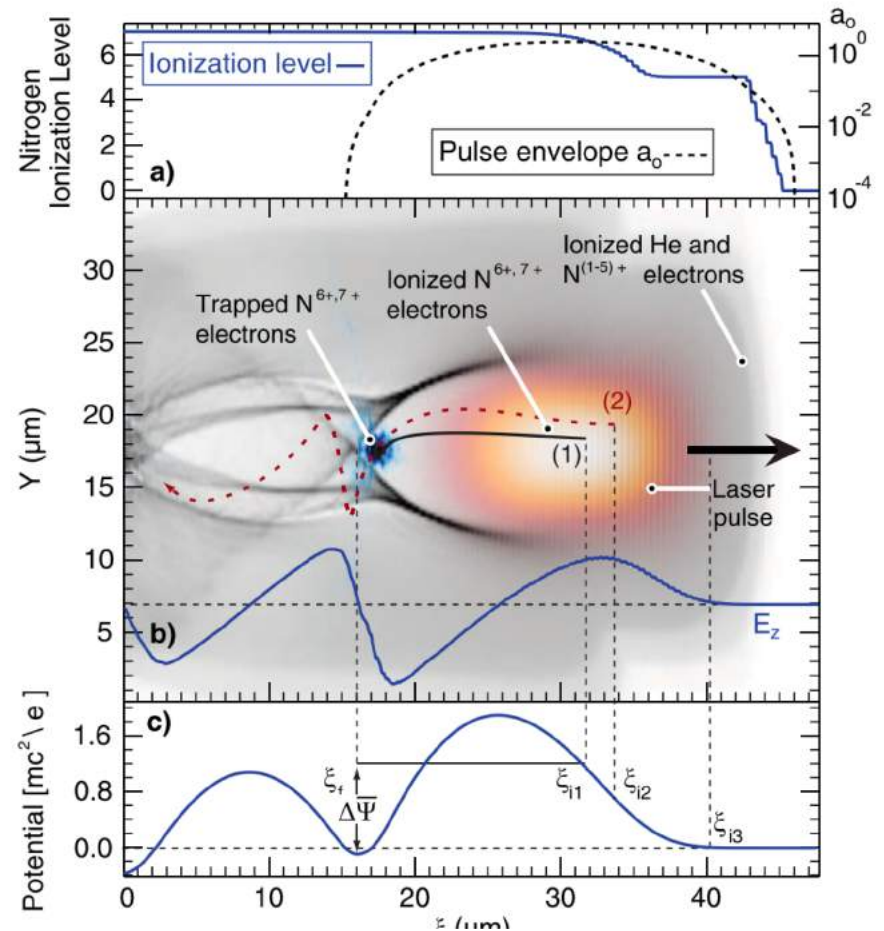 a₀
Nitrogen
Ionization Level
6
4
2
0
Ionization level
10⁰
10⁻²
10⁻⁴
Pulse envelope a₀
a)
Y (µm)
30
25
20
15
10
5
Trapped N⁶⁺,⁷⁺
electrons
Ionized N⁶⁺,⁷⁺
electrons
Ionized He and
N⁽¹⁻⁵⁾⁺ electrons
(2)
(1)
Laser
pulse
b)
E_z
c)
Potential [mc² \ e]
1.6
0.8
0.0
ξ_f
ΔΨ̅
ξ_i1
ξ_i2
ξ_i3
0
10
20
30
40
ξ (µm)